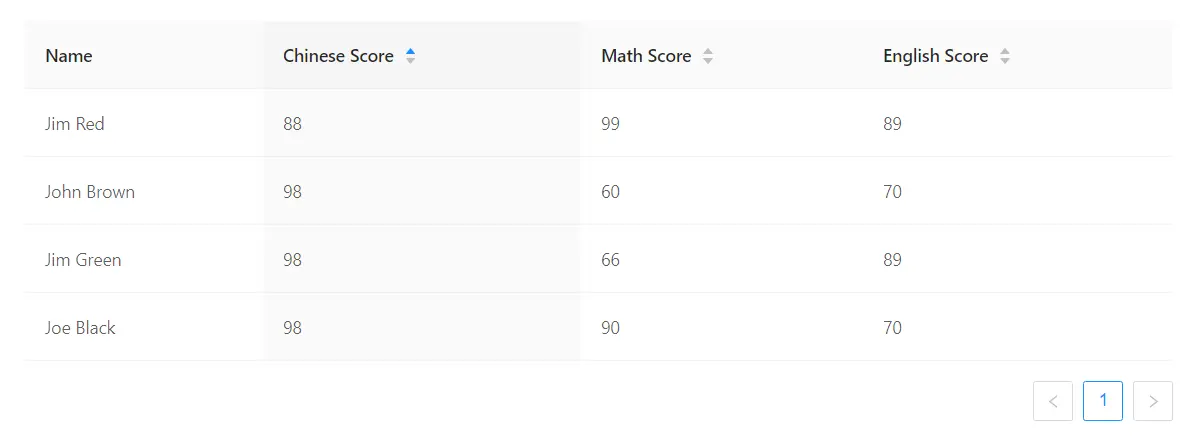 Name Chinese Score Math Score English Score
Jim Red 88 99 89
John Brown 98 60 70
Jim Green 98 66 89
Joe Black 98 90 70
< 1 >